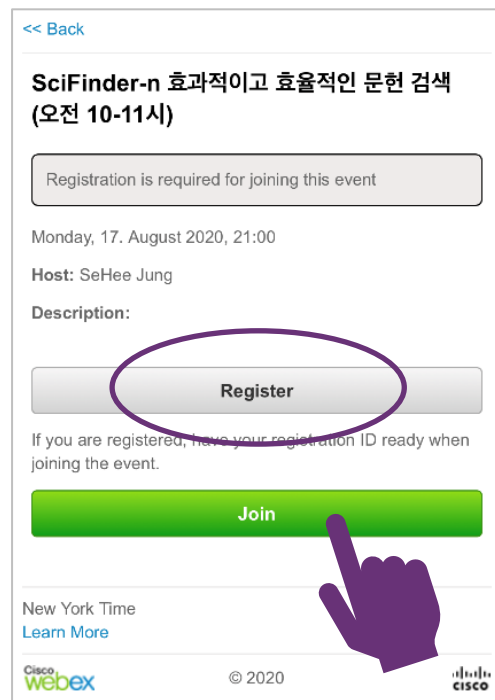 << Back
SciFinder-n 효과적이고 효율적인 문헌 검색
(오전 10-11시)
Registration is required for joining this event
Monday, 17. August 2020, 21:00
Host: SeHee Jung
Description:
Register
If you are registered, have your registration ID ready when
joining the event.
Join
New York Time
Learn More
Cisco
webex
© 2020
cisco